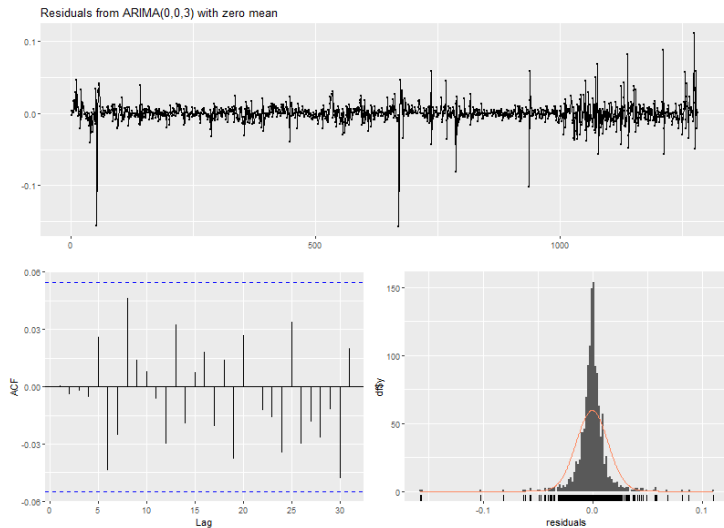 Residuals from ARIMA(0,0,3) with zero mean
0.1
0.0
-0.1
0
500
1000
0.06
0.03
0.00
-0.03
-0.06
ACF
0 5 10 15 20 25 30
Lag
150
100
50
0
df$y
-0.1 0.0 0.1
residuals